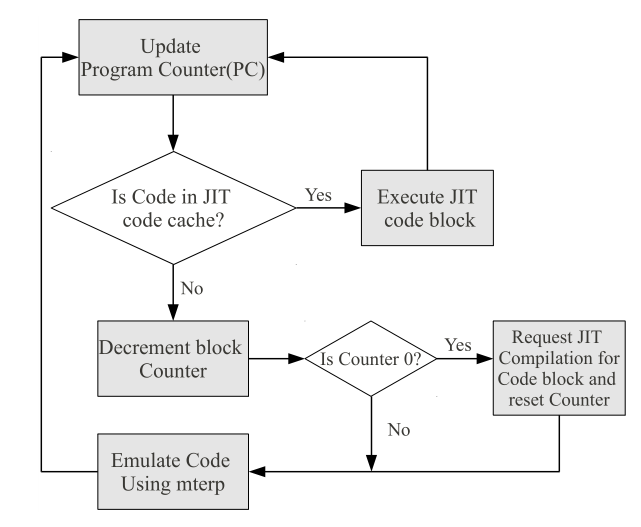 Update
Program Counter(PC)
Is Code in JIT
code cache?
Yes
Execute JIT
code block
No
Decrement block
Counter
Is Counter 0?
Yes
Request JIT
Compilation for
Code block and
reset Counter
No
Emulate Code
Using mterp